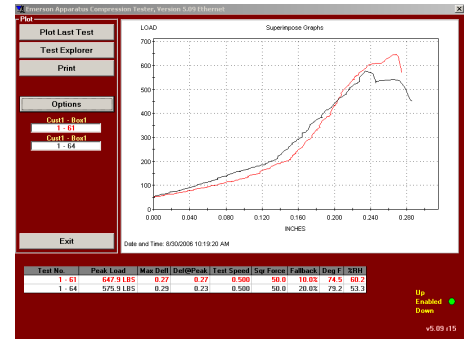 Emerson Apparatus Compression Tester, Version 5.09 Ethernet
Plot
Plot Last Test
Test Explorer
Print
Options
Cust1 - Box1
1 - 61
Cust1 - Box1
1 - 64
Exit
LOAD Superimpose Graphs
700
600
500
400
300
200
100
0
0.000 0.040 0.080 0.120 0.160 0.200 0.240 0.280
INCHES
Date and Time: 8/30/2006 10:19:20 AM
Test No. Peak Load Max Defl Def@Peak Test Speed Sqr Force Fallback Deg F %RH
1 - 61 647.9 LBS 0.27 0.27 0.500 50.0 10.0% 74.5 60.2
1 - 64 575.9 LBS 0.29 0.23 0.500 50.0 20.0% 79.2 53.3
Up
Enabled
Down
v5.09 r15